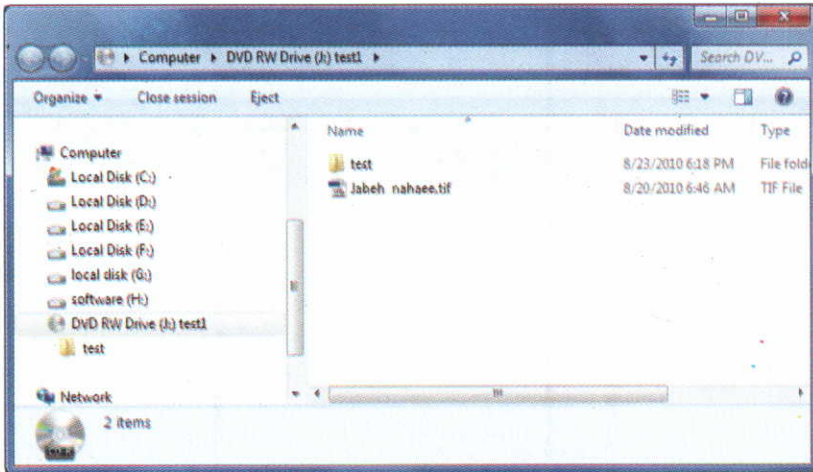 Computer ▸ DVD RW Drive (J:) test1 ▸
Search DV...
Organize ▾ Close session Eject
Name Date modified Type
test 8/23/2010 6:18 PM File fold
Jabeh nahaee.tif 8/20/2010 6:46 AM TIF File
Computer
Local Disk (C:)
Local Disk (D:)
Local Disk (E:)
Local Disk (F:)
local disk (G:)
software (H:)
DVD RW Drive (J:) test1
test
Network
2 items